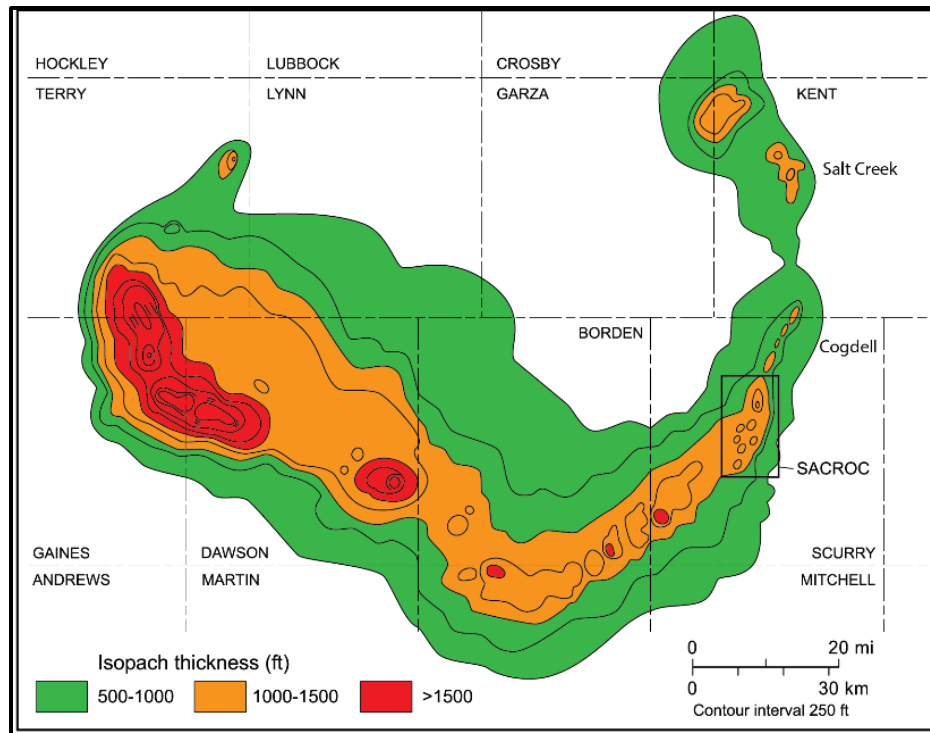 HOCKLEY
LUBBOCK
CROSBY
TERRY
LYNN
GARZA
KENT
Salt Creek
BORDEN
Cogdell
SACROC
GAINES
DAWSON
SCURRY
ANDREWS
MARTIN
MITCHELL
Isopach thickness (ft)
500-1000
1000-1500
>1500
0 20 mi
0 30 km
Contour interval 250 ft